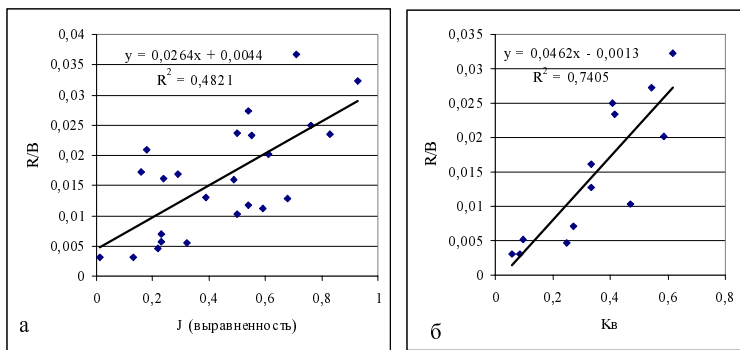 0,04
0,035
0,03
0,025
0,02
0,015
0,01
0,005
0
R/B
y = 0,0264x + 0,0044
R² = 0,4821
0 0,2 0,4 0,6 0,8 1
J (выравненность)
а
0,035
0,03
0,025
0,02
0,015
0,01
0,005
0
R/B
y = 0,0462x - 0,0013
R² = 0,7405
0 0,2 0,4 0,6 0,8
Кв
б